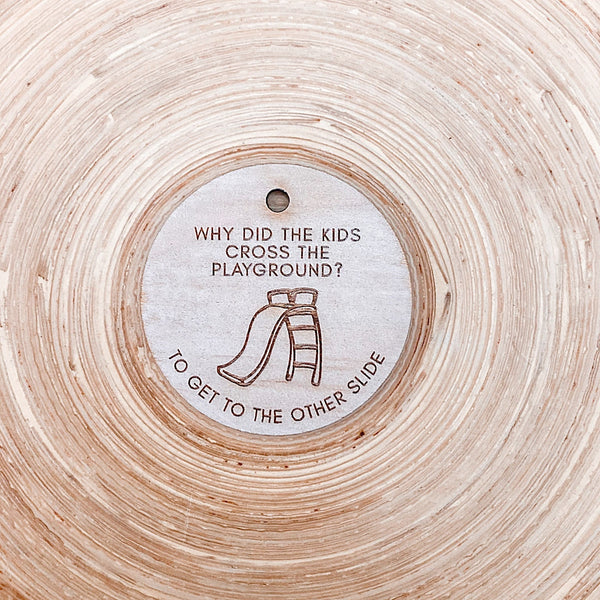 WHY DID THE KIDS
CROSS THE
PLAYGROUND?
TO GET TO THE OTHER SLIDE